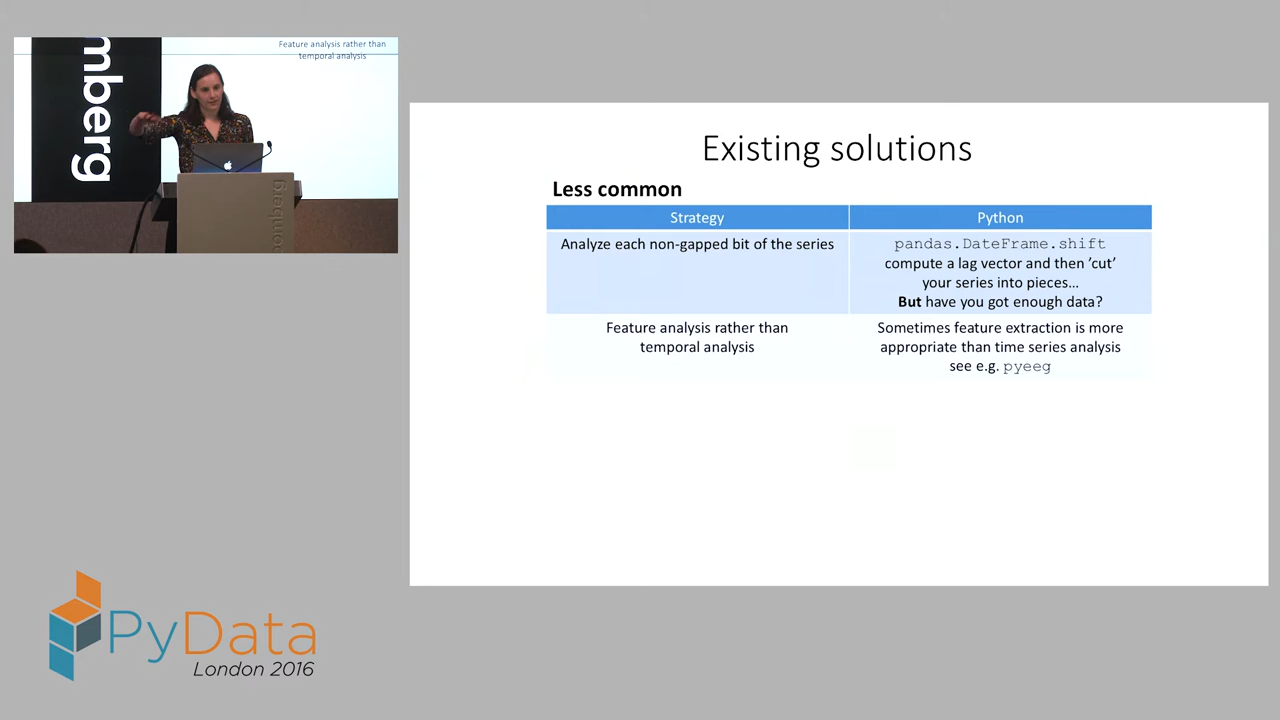 mberg
Feature analysis rather than
temporal analysis
omberg
Existing solutions
Less common
Strategy
Python
Analyze each non-gapped bit of the series
pandas.DateFrame.shift
compute a lag vector and then ’cut’
your series into pieces…
But have you got enough data?
Feature analysis rather than
temporal analysis
Sometimes feature extraction is more
appropriate than time series analysis
see e.g. pyeeg
PyData
London 2016